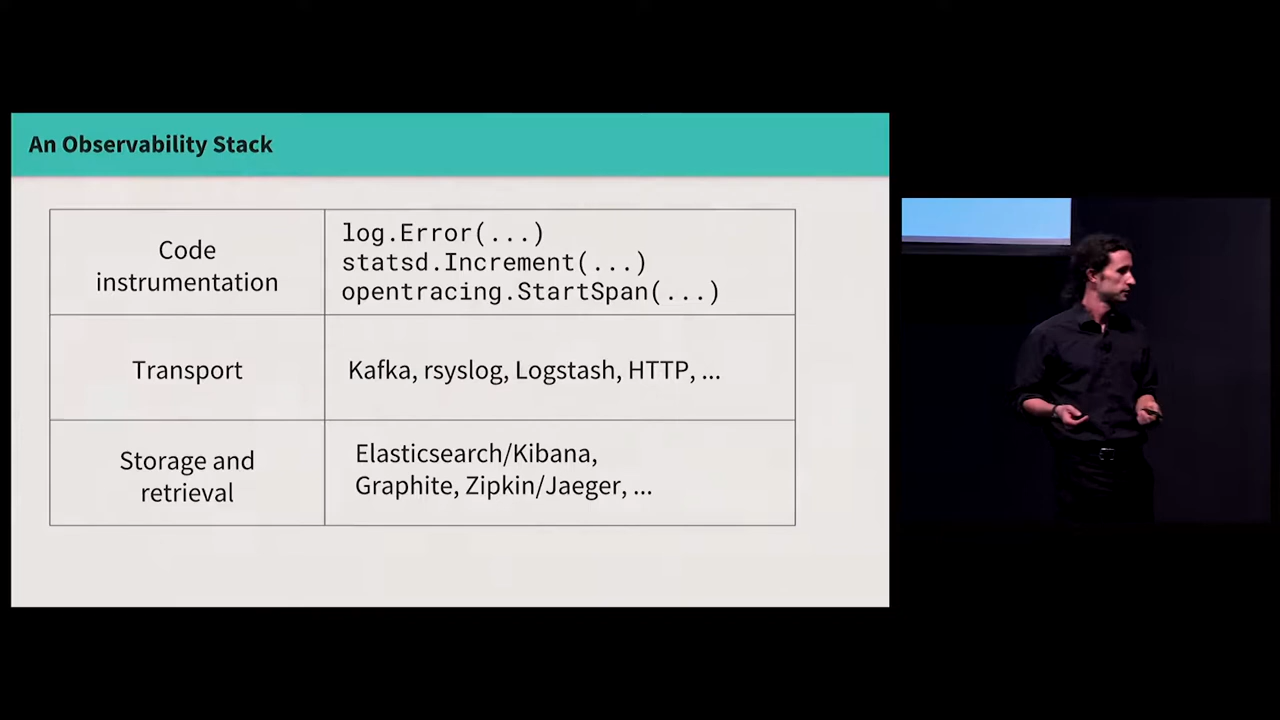 An Observability Stack
Code
instrumentation
log.Error(...)
statsd.Increment(...)
opentracing.StartSpan(...)
Transport
Kafka, rsyslog, Logstash, HTTP, ...
Storage and
retrieval
Elasticsearch/Kibana,
Graphite, Zipkin/Jaeger, ...